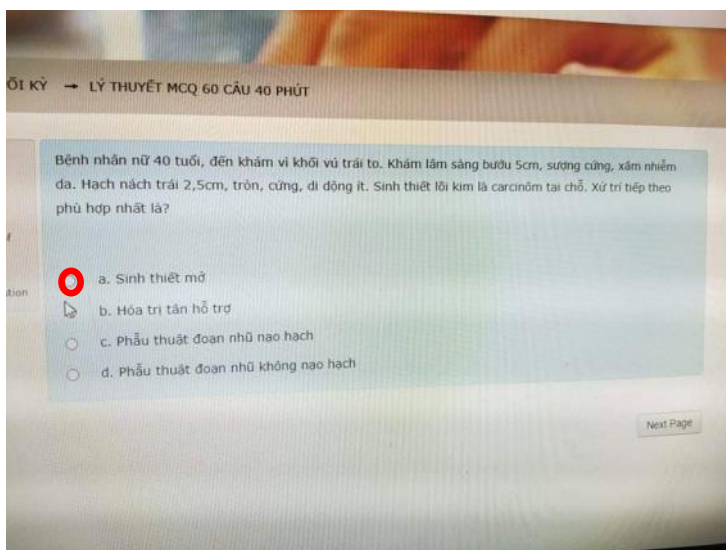 ỐI KỲ → LÝ THUYẾT MCQ 60 CÂU 40 PHÚT
Bệnh nhân nữ 40 tuổi, đến khám vì khối vú trái to. Khám lâm sàng bướu 5cm, sượng cứng, xâm nhiễm
da. Hạch nách trái 2,5cm, tròn, cứng, di động ít. Sinh thiết lõi kim là carcinôm tại chỗ. Xử trí tiếp theo
phù hợp nhất là?
a. Sinh thiết mở
b. Hóa trị tân hỗ trợ
c. Phẫu thuật đoạn nhũ nạo hạch
d. Phẫu thuật đoạn nhũ không nạo hạch
Next Page